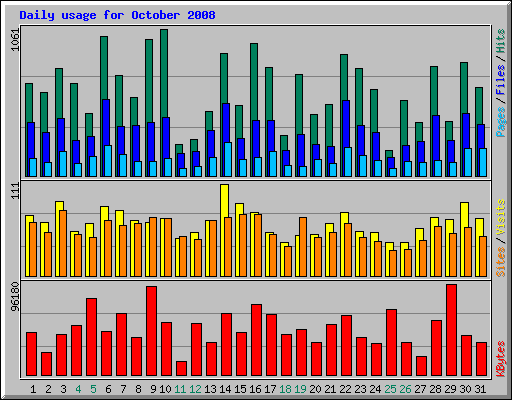 Daily usage for October 2008
1061
Pages/Files/Hits
111
Sites/Visits
96180
KBytes
1 2 3 4 5 6 7 8 9 10 11 12 13 14 15 16 17 18 19 20 21 22 23 24 25 26 27 28 29 30 31